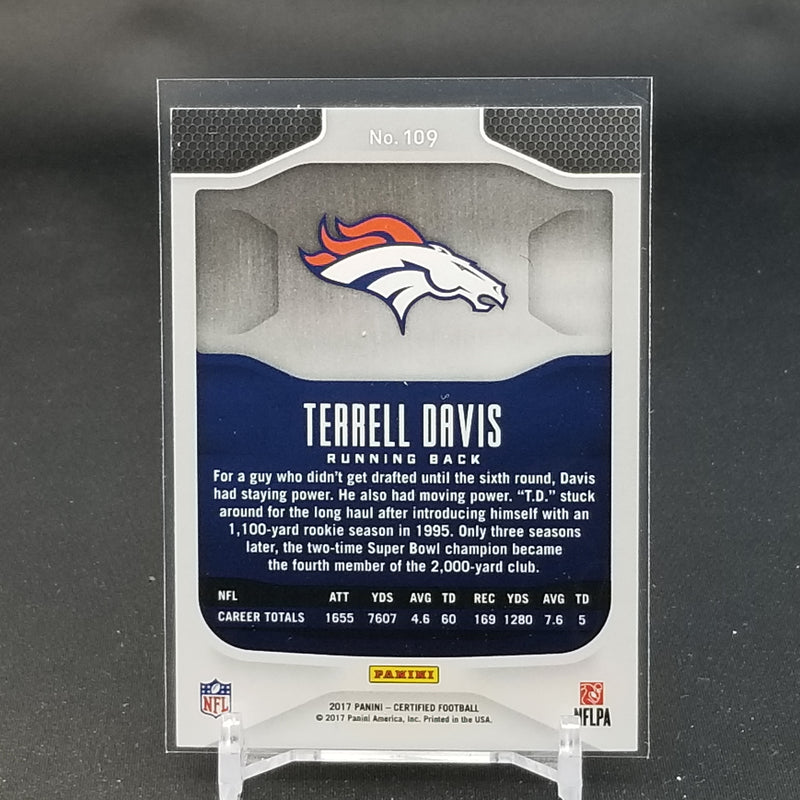 No. 109
TERRELL DAVIS
RUNNING BACK
For a guy who didn't get drafted until the sixth round, Davis
had staying power. He also had moving power. "T.D." stuck
around for the long haul after introducing himself with an
1,100-yard rookie season in 1995. Only three seasons
later, the two-time Super Bowl champion became
the fourth member of the 2,000-yard club.
NFL ATT YDS AVG TD REC YDS AVG TD
CAREER TOTALS 1655 7607 4.6 60 169 1280 7.6 5
PANINI
NFL
2017 PANINI – CERTIFIED FOOTBALL
© 2017 Panini America, Inc. Printed in the USA.
NFLPA